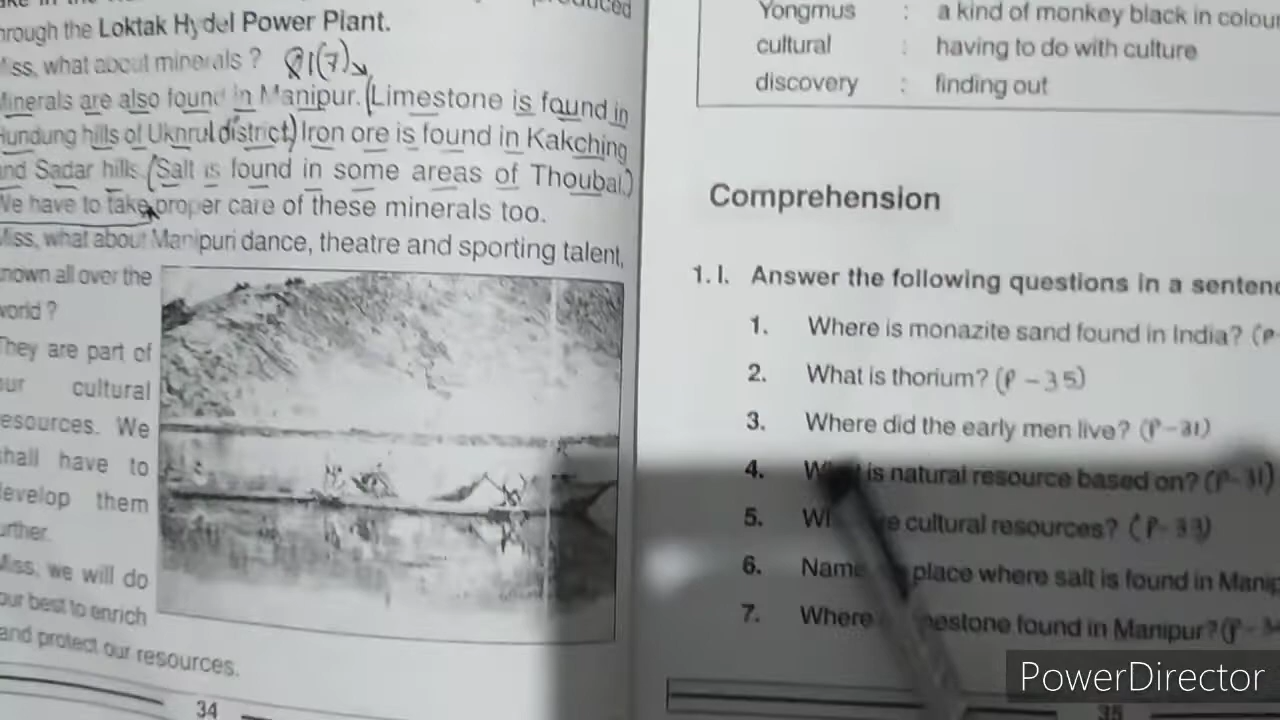 produced
through the Loktak Hydel Power Plant.
Miss, what about minerals ? Q1(7)
Minerals are also found in Manipur. (Limestone is found in
Hundung hills of Ukhrul district.) Iron ore is found in Kakching
and Sadar hills. (Salt is found in some areas of Thoubal.)
We have to take proper care of these minerals too.
Miss, what about Manipuri dance, theatre and sporting talent,
known all over the
world ?
They are part of
our cultural
resources. We
shall have to
develop them
further.
Miss, we will do
our best to enrich
and protect our resources.
34
Yongmus : a kind of monkey black in colour
cultural : having to do with culture
discovery : finding out
Comprehension
1. I. Answer the following questions in a sentenc
1. Where is monazite sand found in India? (P
2. What is thorium? (P - 35)
3. Where did the early men live? (P - 31)
4. What is natural resource based on? (P - 31)
5. are cultural resources? (P - 33)
6. Name place where salt is found in Manip
7. Where limestone found in Manipur? (P - 3
35
PowerDirector